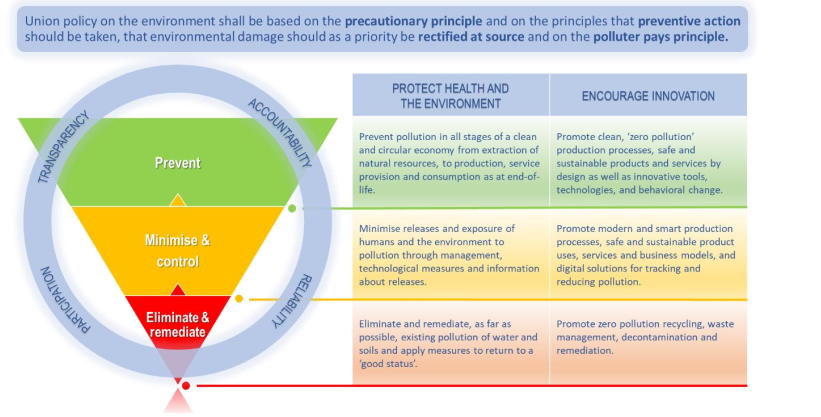 Union policy on the environment shall be based on the precautionary principle and on the principles that preventive action
should be taken, that environmental damage should as a priority be rectified at source and on the polluter pays principle.
TRANSPARENCY
ACCOUNTABILITY
PARTICIPATION
RELIABILITY
Prevent
Minimise &
control
Eliminate &
remediate
PROTECT HEALTH AND
THE ENVIRONMENT
ENCOURAGE INNOVATION
Prevent pollution in all stages of a clean
and circular economy from extraction of
natural resources, to production, service
provision and consumption as at end-of-
life.
Promote clean, ‘zero pollution’
production processes, safe and
sustainable products and services by
design as well as innovative tools,
technologies, and behavioral change.
Minimise releases and exposure of
humans and the environment to
pollution through management,
technological measures and information
about releases.
Promote modern and smart production
processes, safe and sustainable product
uses, services and business models, and
digital solutions for tracking and
reducing pollution.
Eliminate and remediate, as far as
possible, existing pollution of water and
soils and apply measures to return to a
‘good status’.
Promote zero pollution recycling, waste
management, decontamination and
remediation.